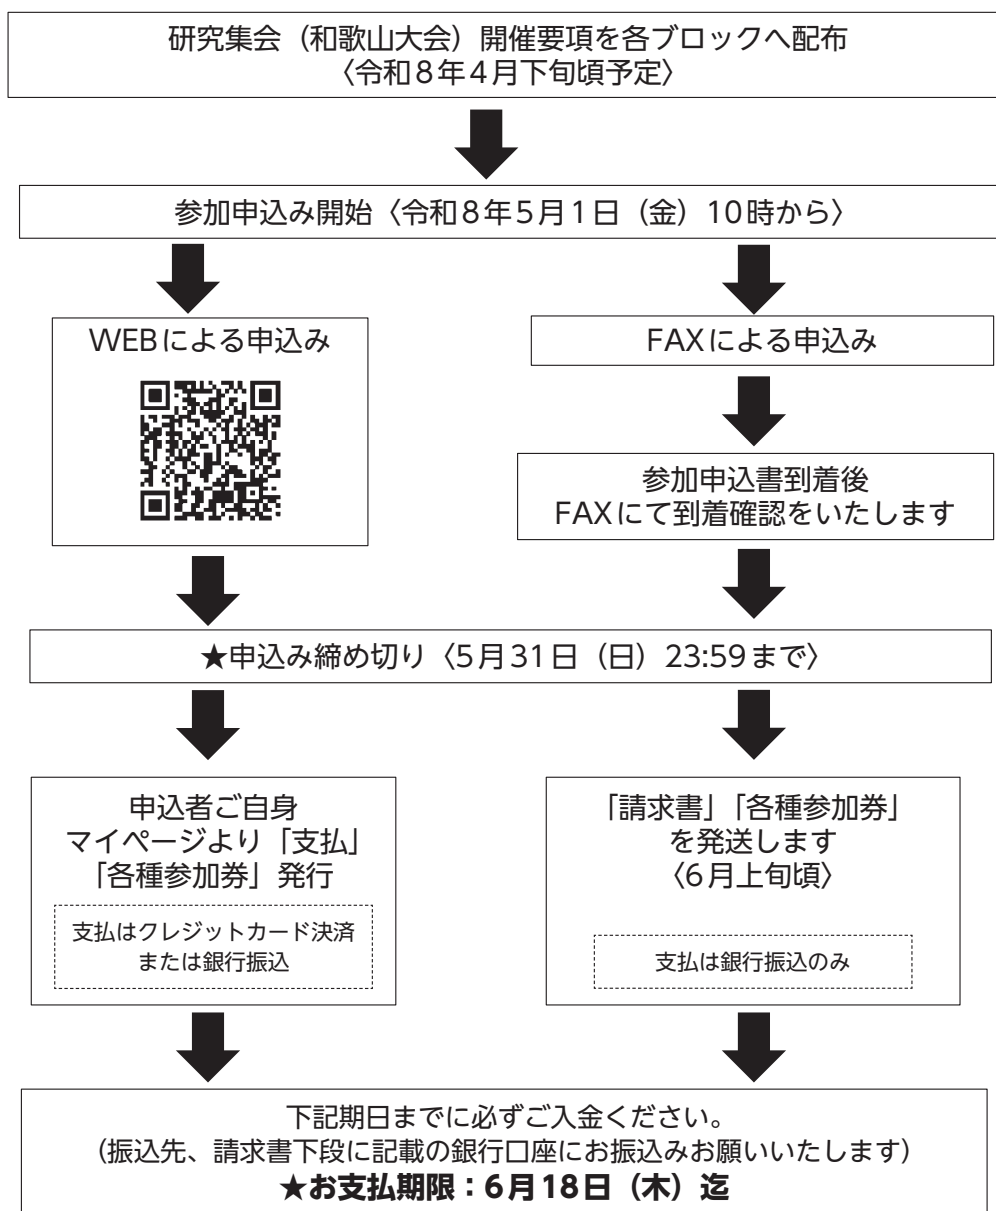 研究集会（和歌山大会）開催要項を各ブロックへ配布
〈令和８年４月下旬頃予定〉
参加申込み開始〈令和８年５月１日（金）10時から〉
WEBによる申込み
FAXによる申込み
参加申込書到着後
FAXにて到着確認をいたします
★申込み締め切り〈5月31日（日）23:59まで〉
申込者ご自身
マイページより「支払」
「各種参加券」発行
支払はクレジットカード決済
または銀行振込
「請求書」「各種参加券」
を発送します
〈6月上旬頃〉
支払は銀行振込のみ
下記期日までに必ずご入金ください。
（振込先、請求書下段に記載の銀行口座にお振込みお願いいたします）
★お支払期限：6月18日（木）迄